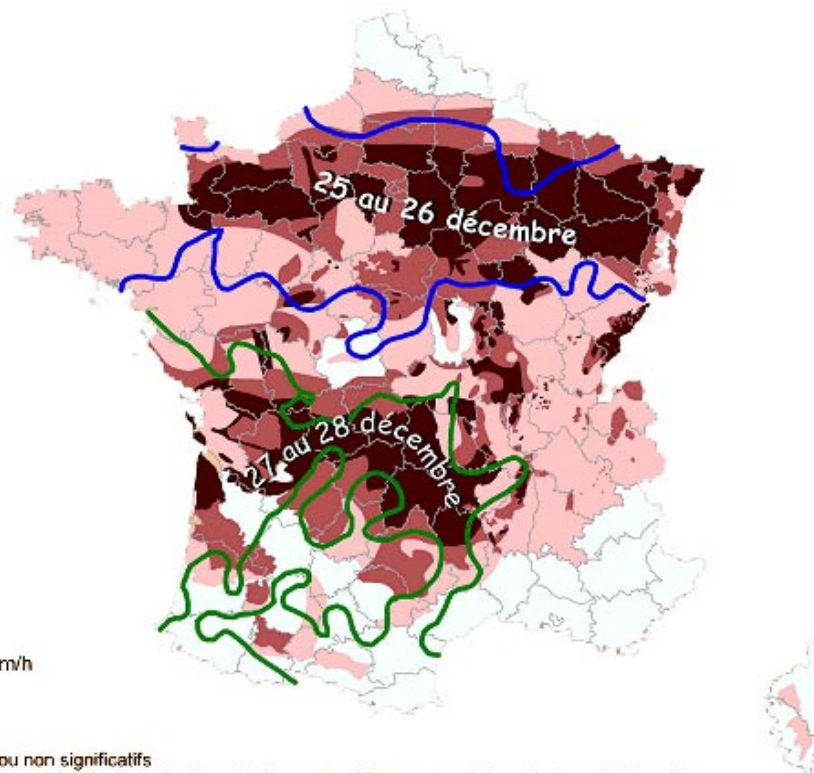 25 au 26 décembre
27 au 28 décembre
m/h
ou non significatifs